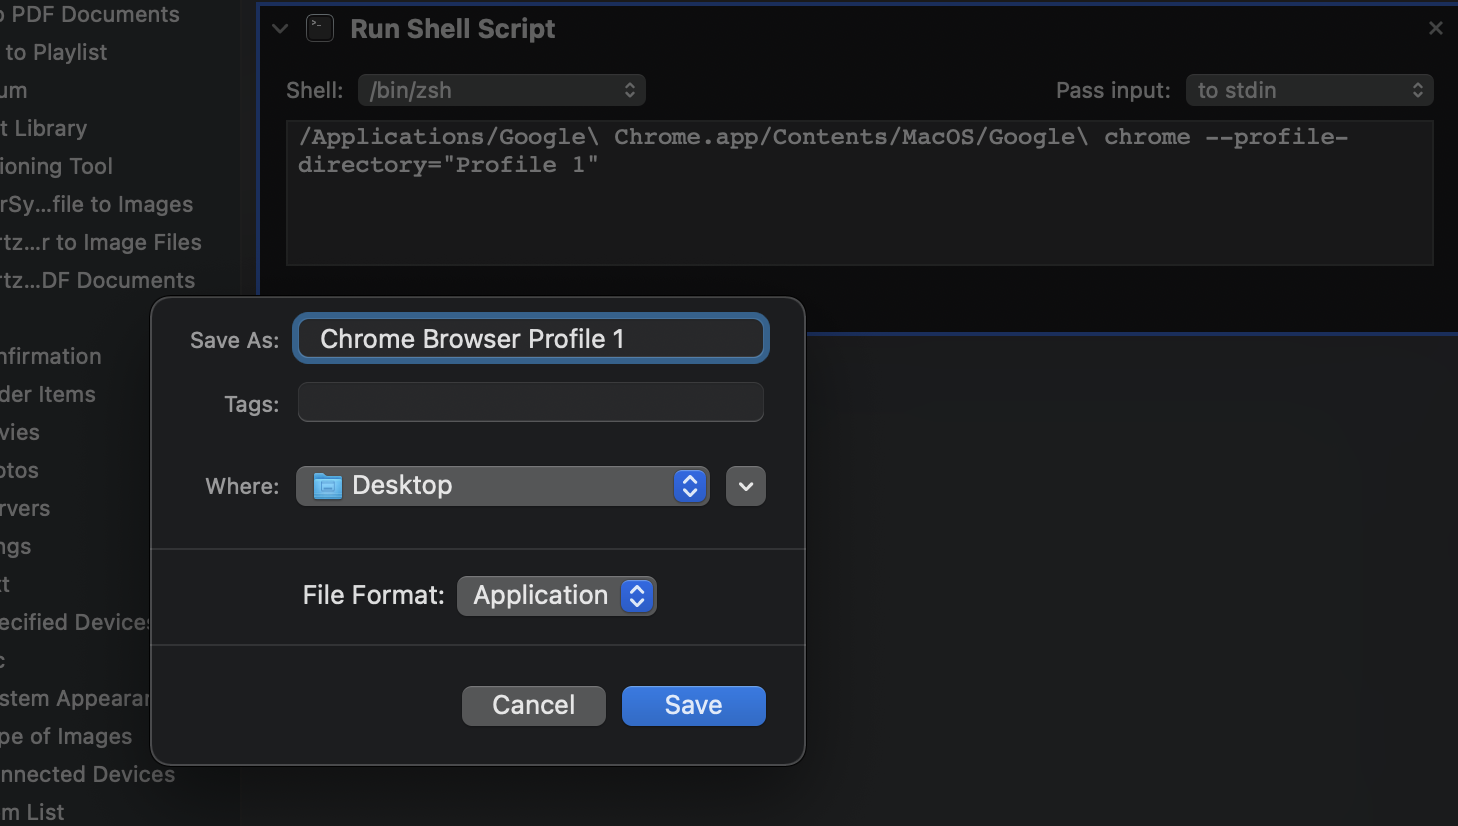 o PDF Documents
to Playlist
um
t Library
ioning Tool
rSy...file to Images
rtz...r to Image Files
rtz...DF Documents
nfirmation
der Items
vies
otos
rvers
ngs
xt
ecified Devices
c
stem Appearar
pe of Images
nnected Devices
m List
Run Shell Script
Shell: /bin/zsh
Pass input: to stdin
/Applications/Google\ Chrome.app/Contents/MacOS/Google\ chrome --profile-
directory="Profile 1"
Save As: Chrome Browser Profile 1
Tags:
Where: Desktop
File Format: Application
Cancel Save